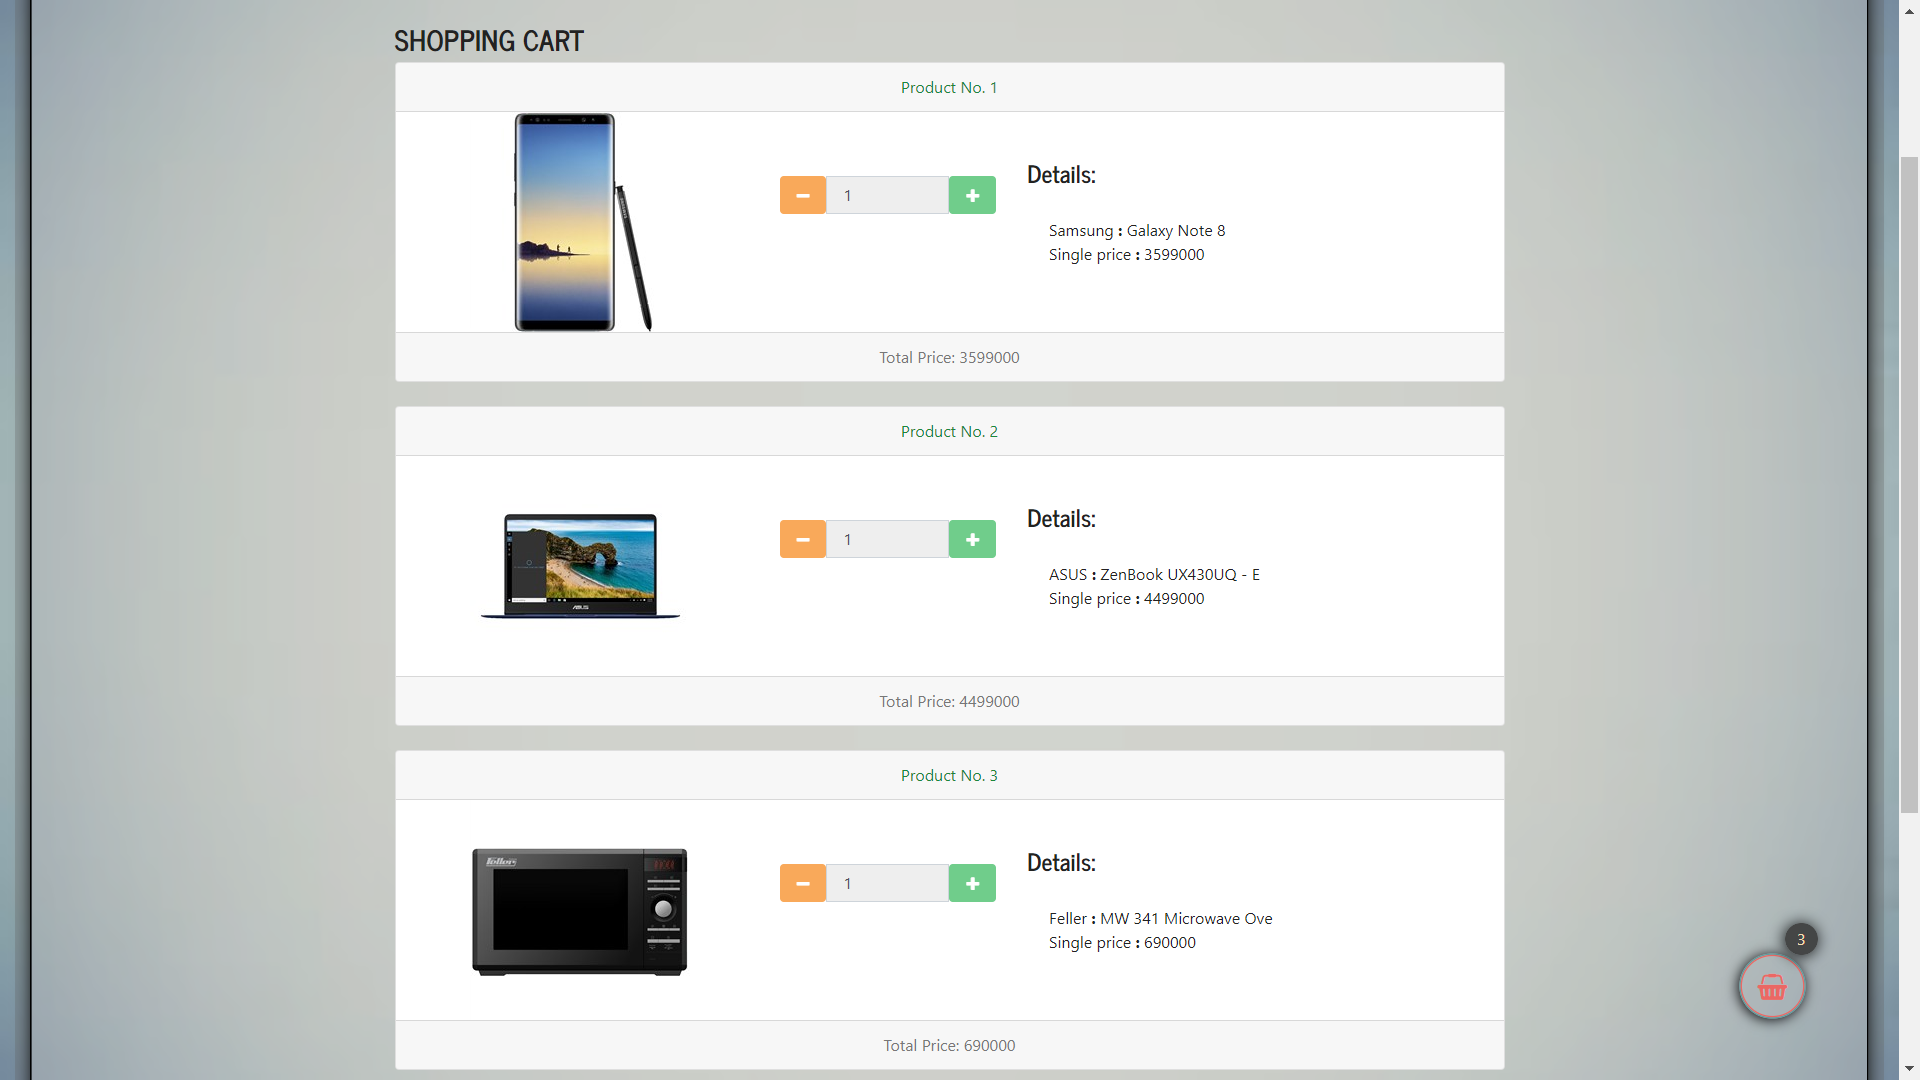 SHOPPING CART
Product No. 1
1
Details:
Samsung : Galaxy Note 8
Single price : 3599000
Total Price: 3599000
Product No. 2
ASUS
1
Details:
ASUS : ZenBook UX430UQ - E
Single price : 4499000
Total Price: 4499000
Product No. 3
Feller
1
Details:
Feller : MW 341 Microwave Ove
Single price : 690000
3
Total Price: 690000